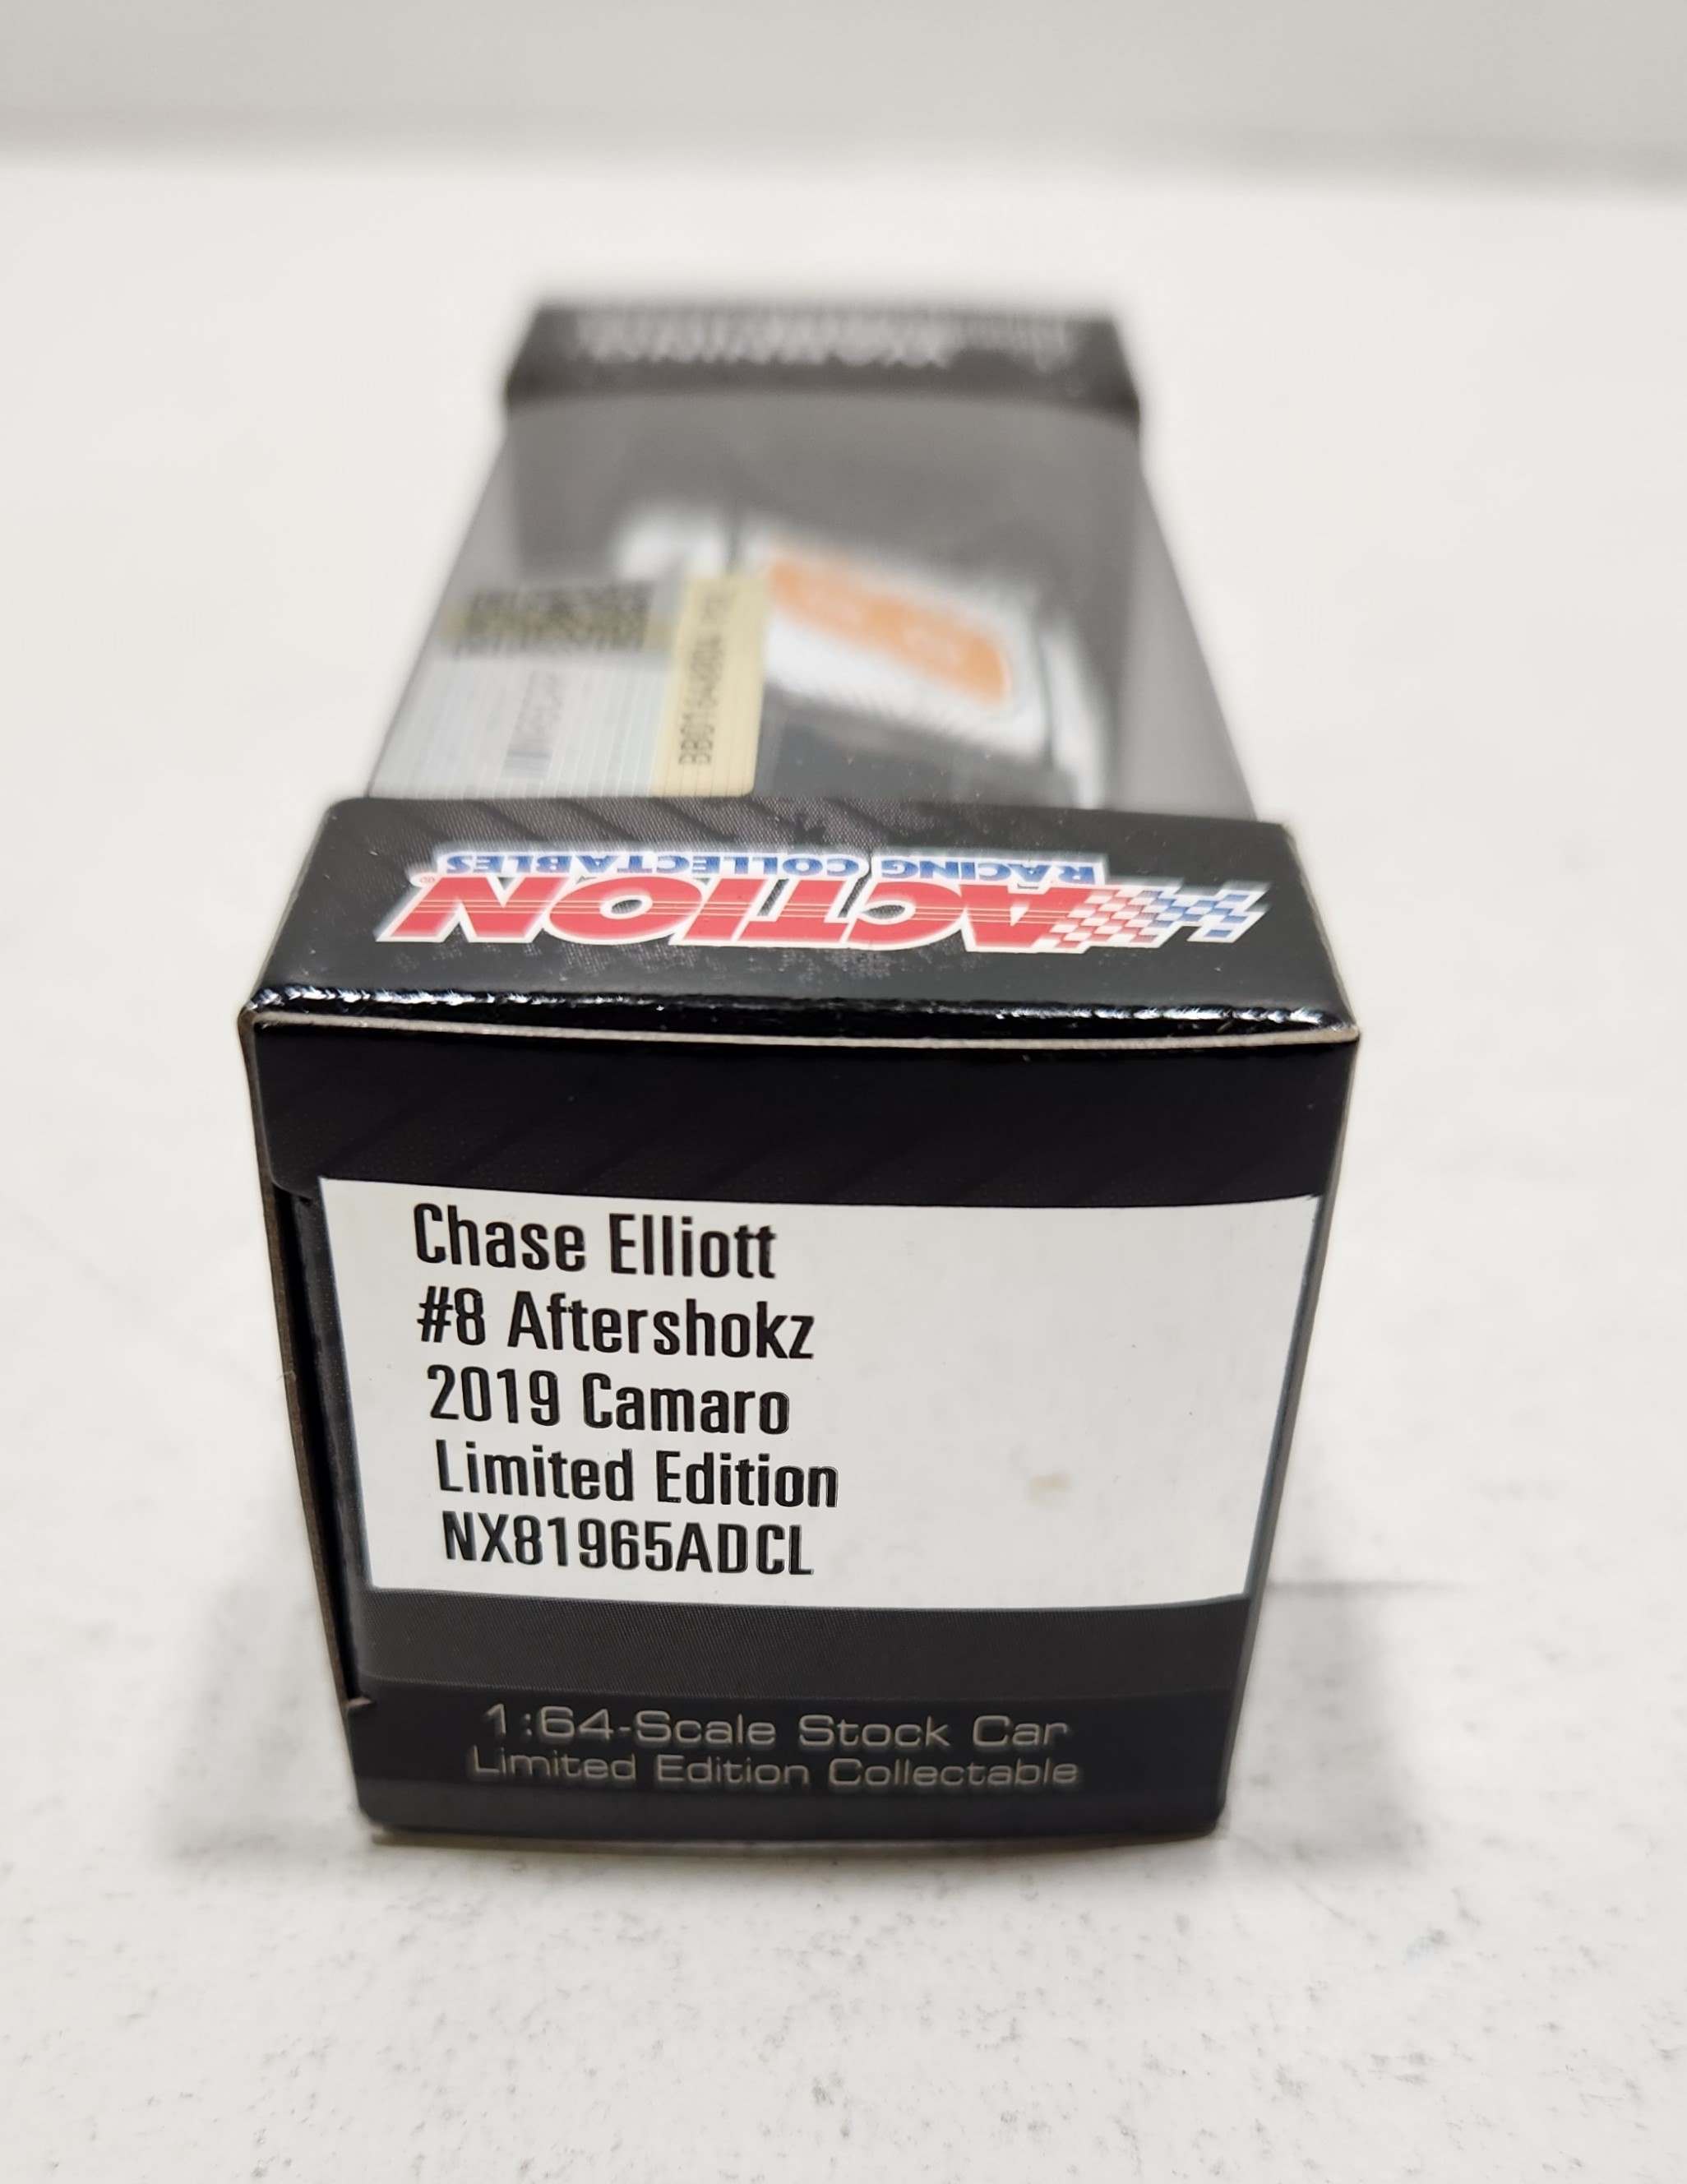 NASCAR
ACTION®
RACING COLLECTABLES
Chase Elliott
#8 Aftershokz
2019 Camaro
Limited Edition
NX81965ADCL
1:64-Scale Stock Car
Limited Edition Collectable